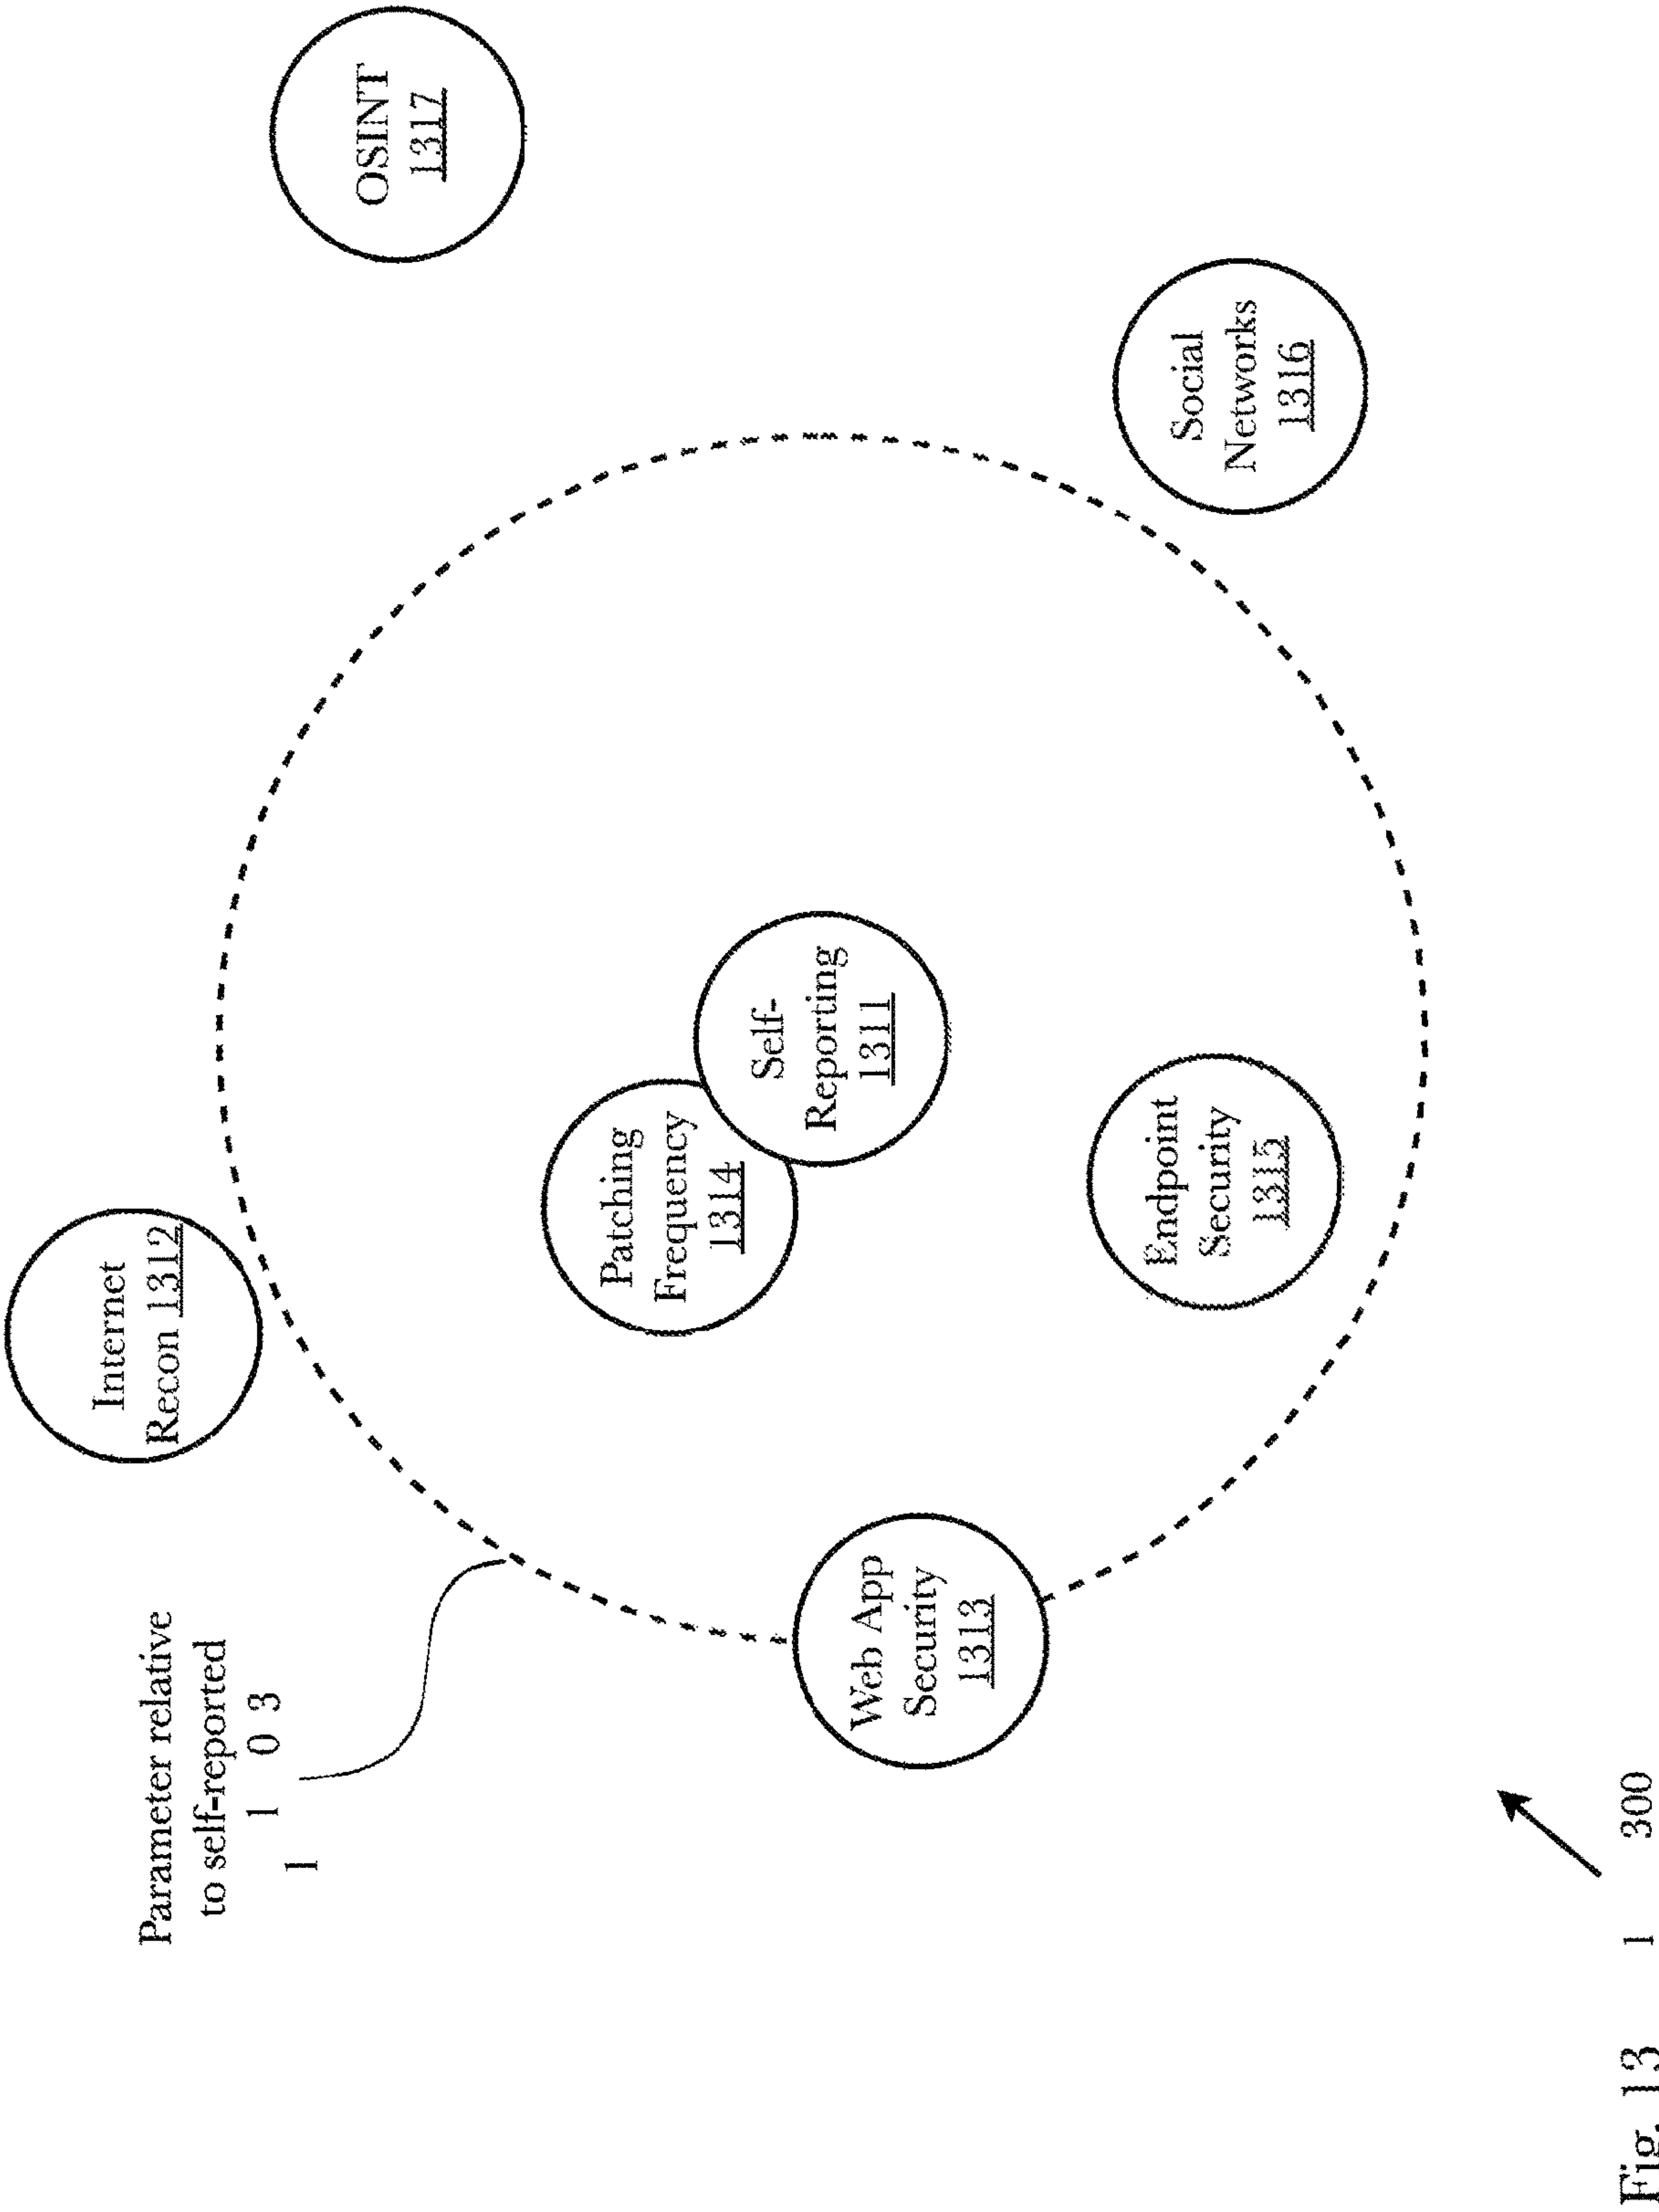 Parameter relative
to self-reported
1 0 3
1
Internet
Recon 1312
OSINT
1317
Patching
Frequency
1314
Self-
Reporting
1311
Web App
Security
1313
Endpoint
Security
1315
Social
Networks
1316
Fig. 13 1 300